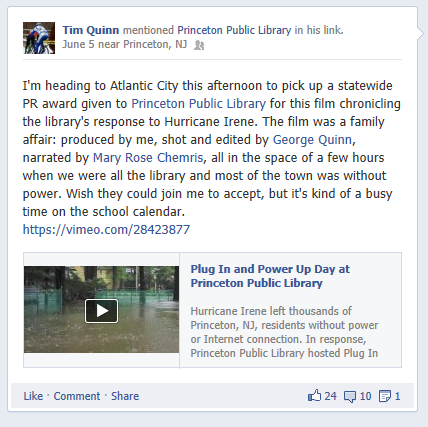 Tim Quinn mentioned Princeton Public Library in his link.
June 5 near Princeton, NJ
I'm heading to Atlantic City this afternoon to pick up a statewide
PR award given to Princeton Public Library for this film chronicling
the library's response to Hurricane Irene. The film was a family
affair: produced by me, shot and edited by George Quinn,
narrated by Mary Rose Chemris, all in the space of a few hours
when we were all the library and most of the town was without
power. Wish they could join me to accept, but it's kind of a busy
time on the school calendar.
https://vimeo.com/28423877
Plug In and Power Up Day at
Princeton Public Library
Hurricane Irene left thousands of
Princeton, NJ, residents without power
or Internet connection. In response,
Princeton Public Library hosted Plug In
Like · Comment · Share 24 10 1